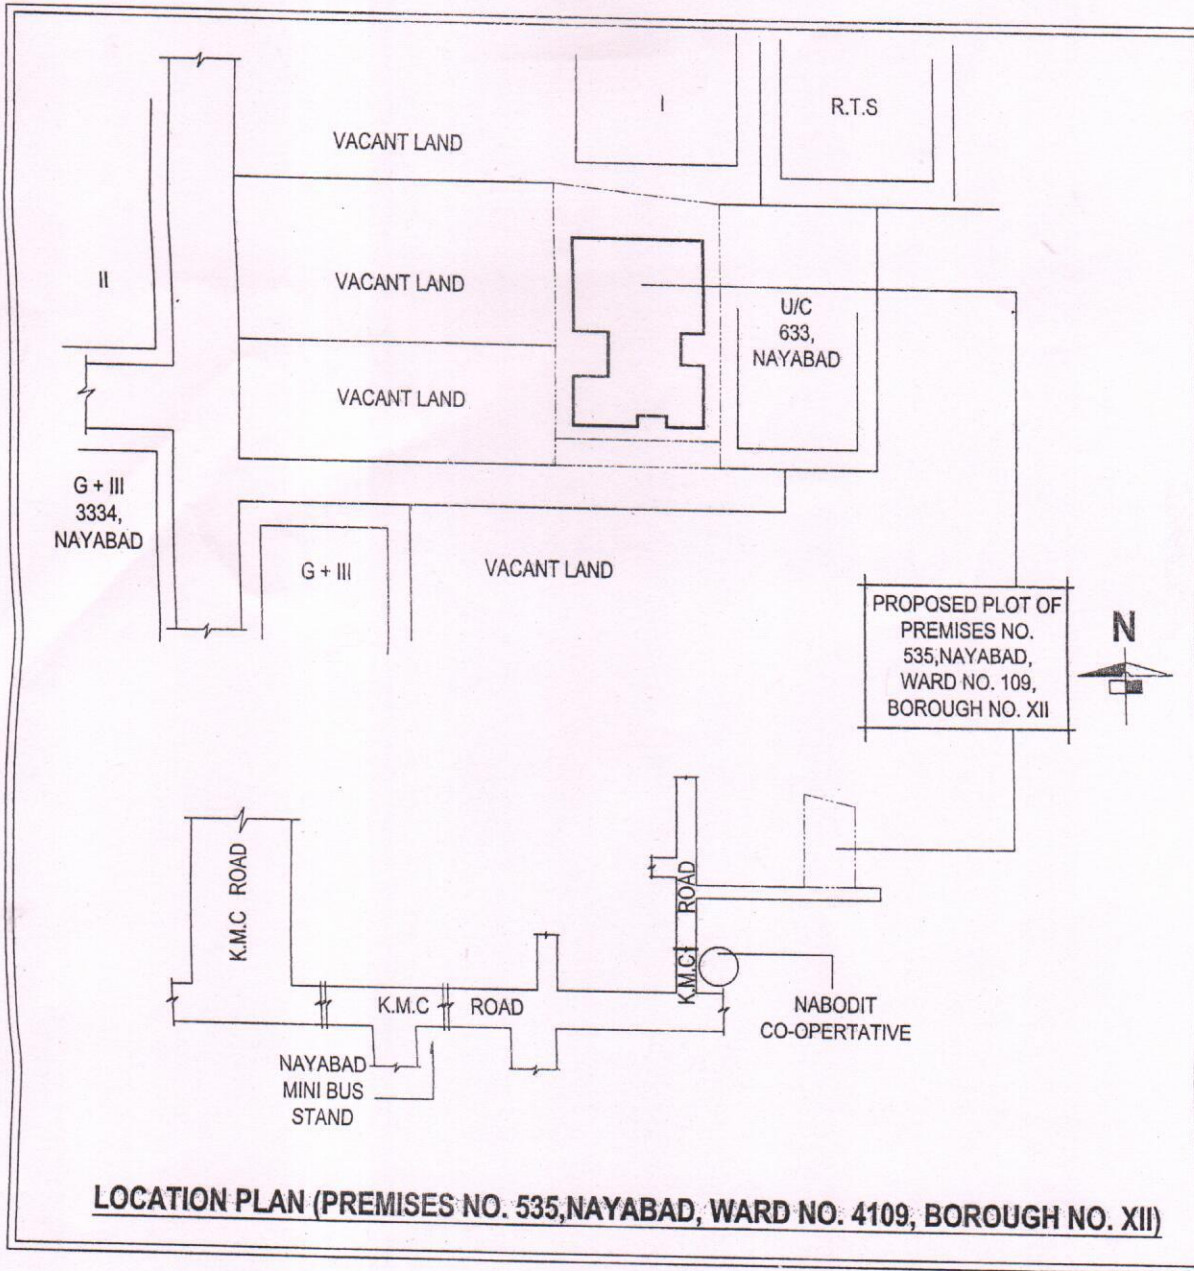 VACANT LAND
I
R.T.S
II
VACANT LAND
U/C
633,
NAYABAD
VACANT LAND
G + III
3334,
NAYABAD
G + III
VACANT LAND
PROPOSED PLOT OF
PREMISES NO.
535,NAYABAD,
WARD NO. 109,
BOROUGH NO. XII
N
K.M.C ROAD
K.M.C ROAD
K.M.C ROAD
NABODIT
CO-OPERTATIVE
NAYABAD
MINI BUS
STAND
LOCATION PLAN (PREMISES NO. 535,NAYABAD, WARD NO. 4109, BOROUGH NO. XII)